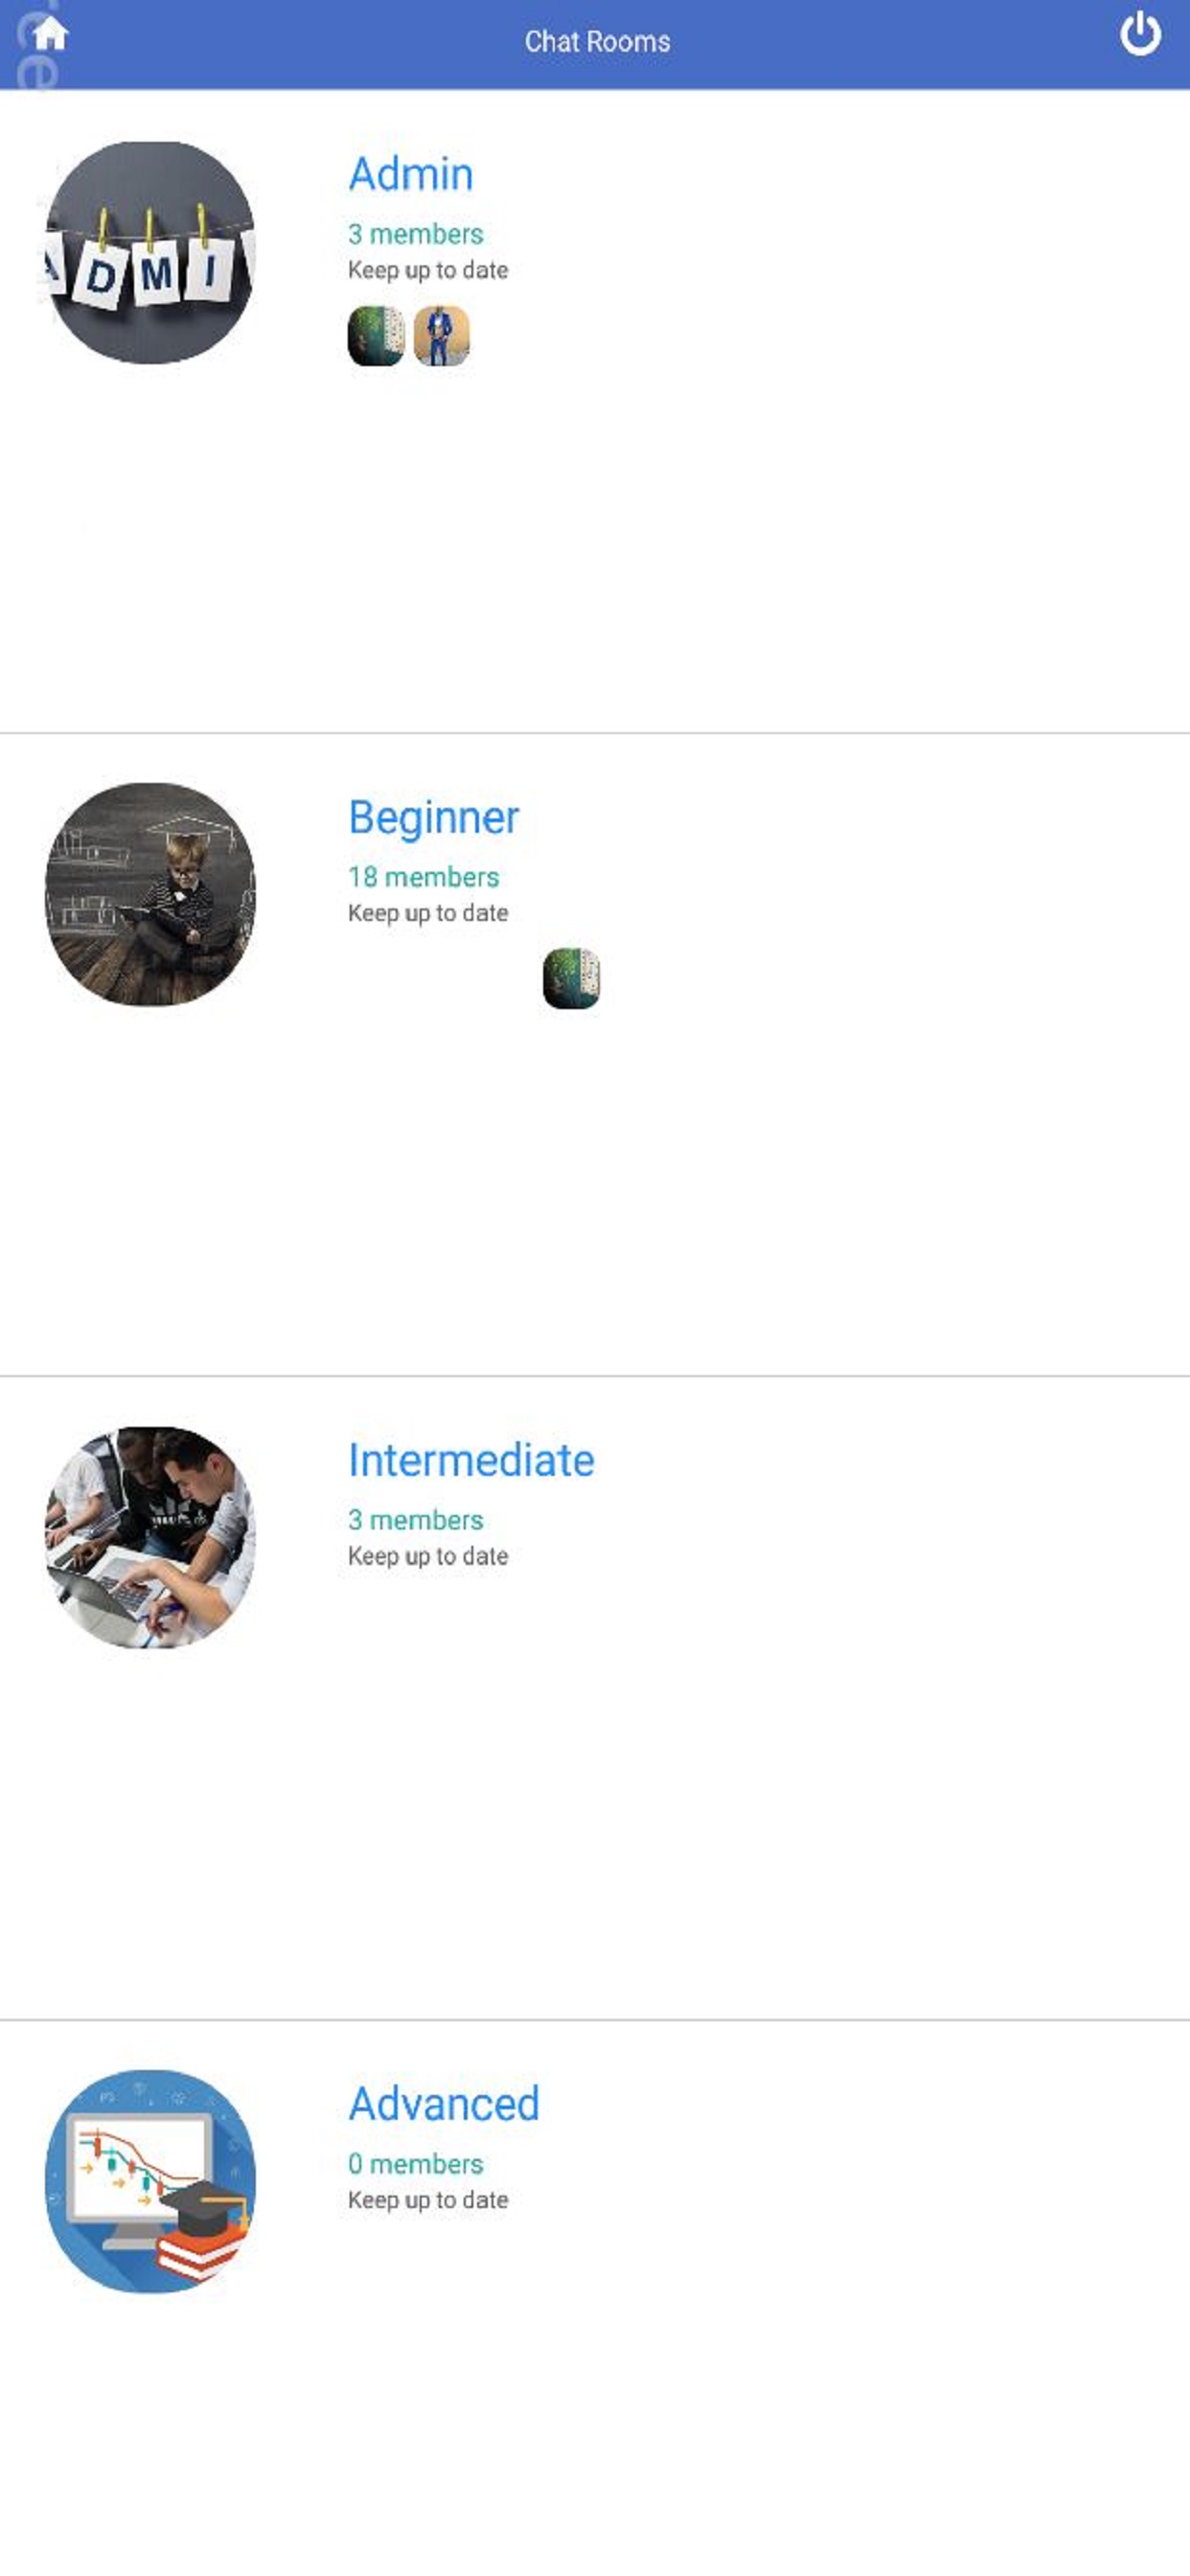 ce
Chat Rooms
ADMI
Admin
3 members
Keep up to date
Beginner
18 members
Keep up to date
Intermediate
3 members
Keep up to date
Advanced
0 members
Keep up to date